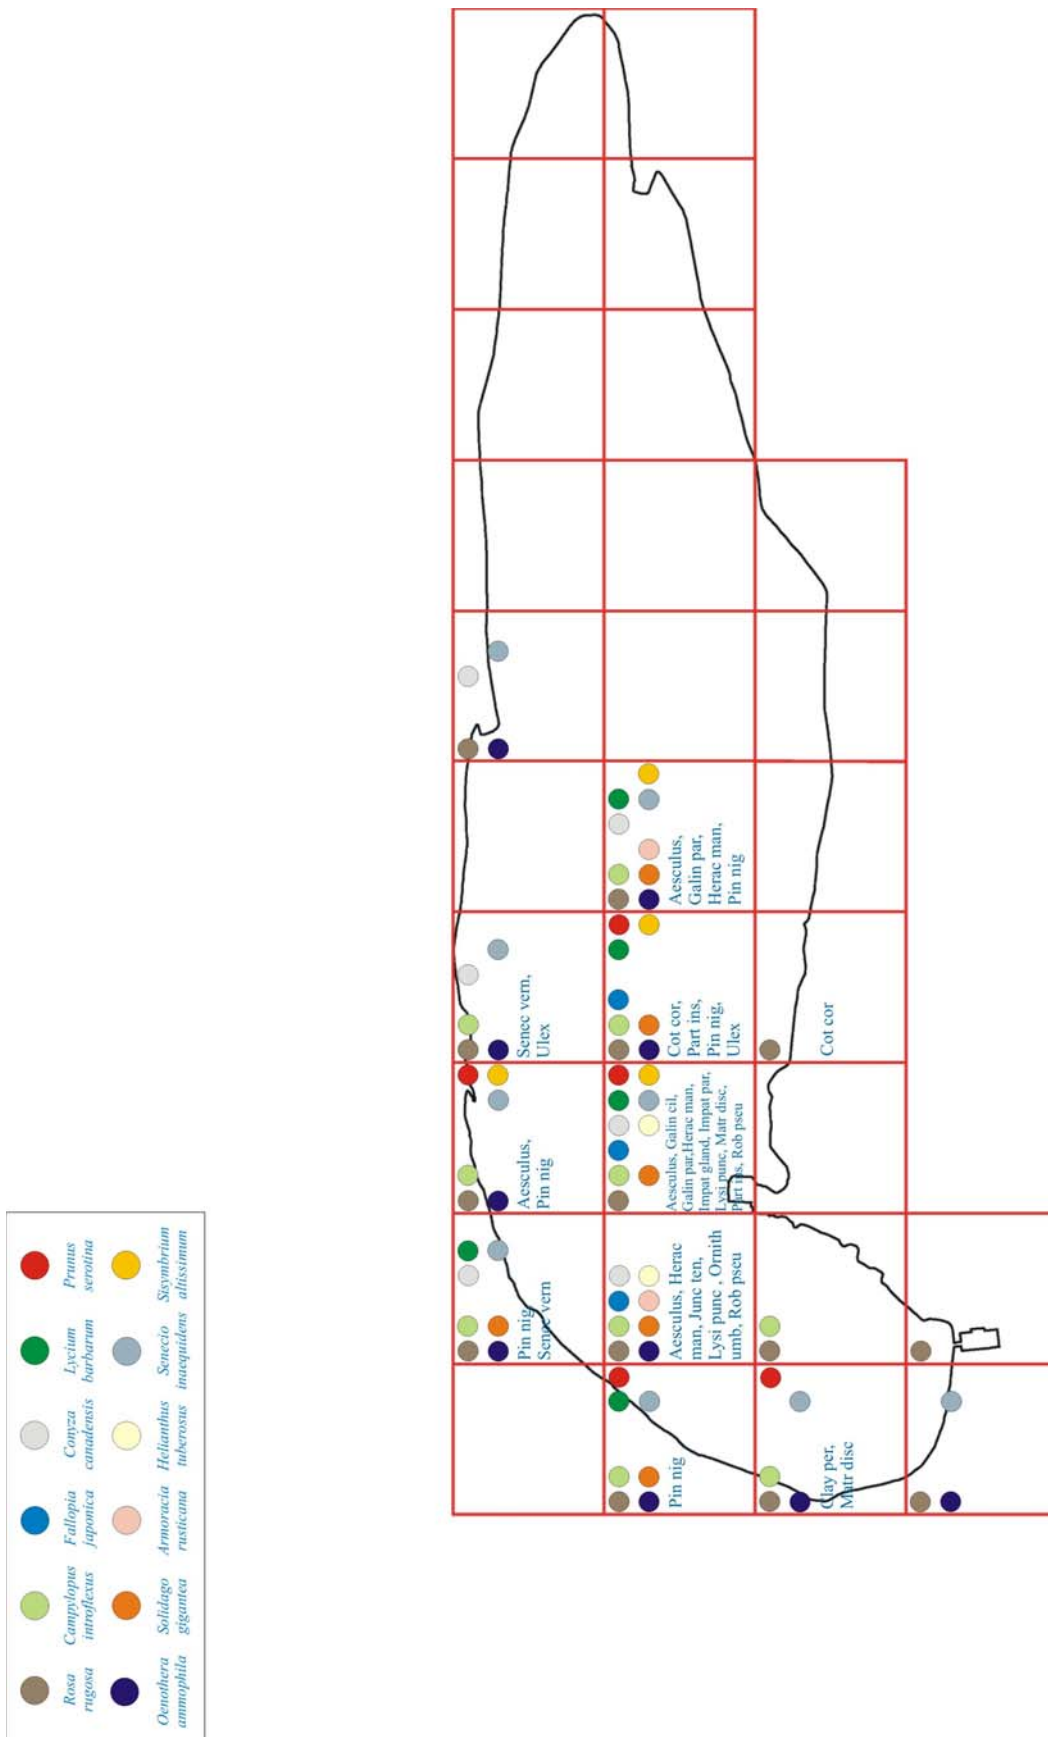 Rosa
rugosa
Campylopus
introflexus
Fallopia
japonica
Conyza
canadensis
Lycium
barbarum
Prunus
serotina
Oenothera
ammophila
Solidago
gigantea
Armoracia
rusticana
Helianthus
tuberosus
Senecio
inaequidens
Sisymbrium
altissimum
Pin nig
Senec vern
Aesculus,
Pin nig
Senec vern,
Ulex
Pin nig
Aesculus, Herac
man, Junc ten,
Lysi punc , Ornith
umb, Rob pseu
Aesculus, Galin cil,
Galin par,Herac man,
Impat gland, Impat par,
Lysi punc, Matr disc,
Part ins, Rob pseu
Cot cor,
Part ins,
Pin nig,
Ulex
Aesculus,
Galin par,
Herac man,
Pin nig
Clay per,
Matr disc
Cot cor